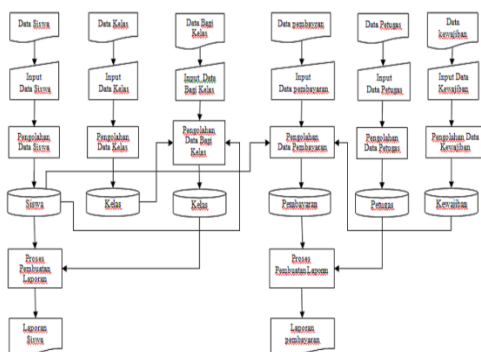 Data Siswa
Data Kelas
Data Bagi
Kelas
Data pembayran
Data Petugas
Data
kewajiban
Input
Data Siswa
Input
Data Kelas
Input Data
Bagi Kelas
Input
Data pembayaran
Input
Data Petugas
Input Data
Kewajiban
Pengolahan
Data Siswa
Pengolahan
Data Kelas
Pengolahan
Data Bagi
Kelas
Pengolahan
Data Pembayaran
Pengolahan
Data Petugas
Pengolahan Data
Kewajiban
Siswa
Kelas
Kelas
Pembayaran
Petugas
Kewajiban
Proses
Pembuatan
Laporan
Proses
Pembuatan Laporan
Laporan
Siswa
Laporan
pembayaran